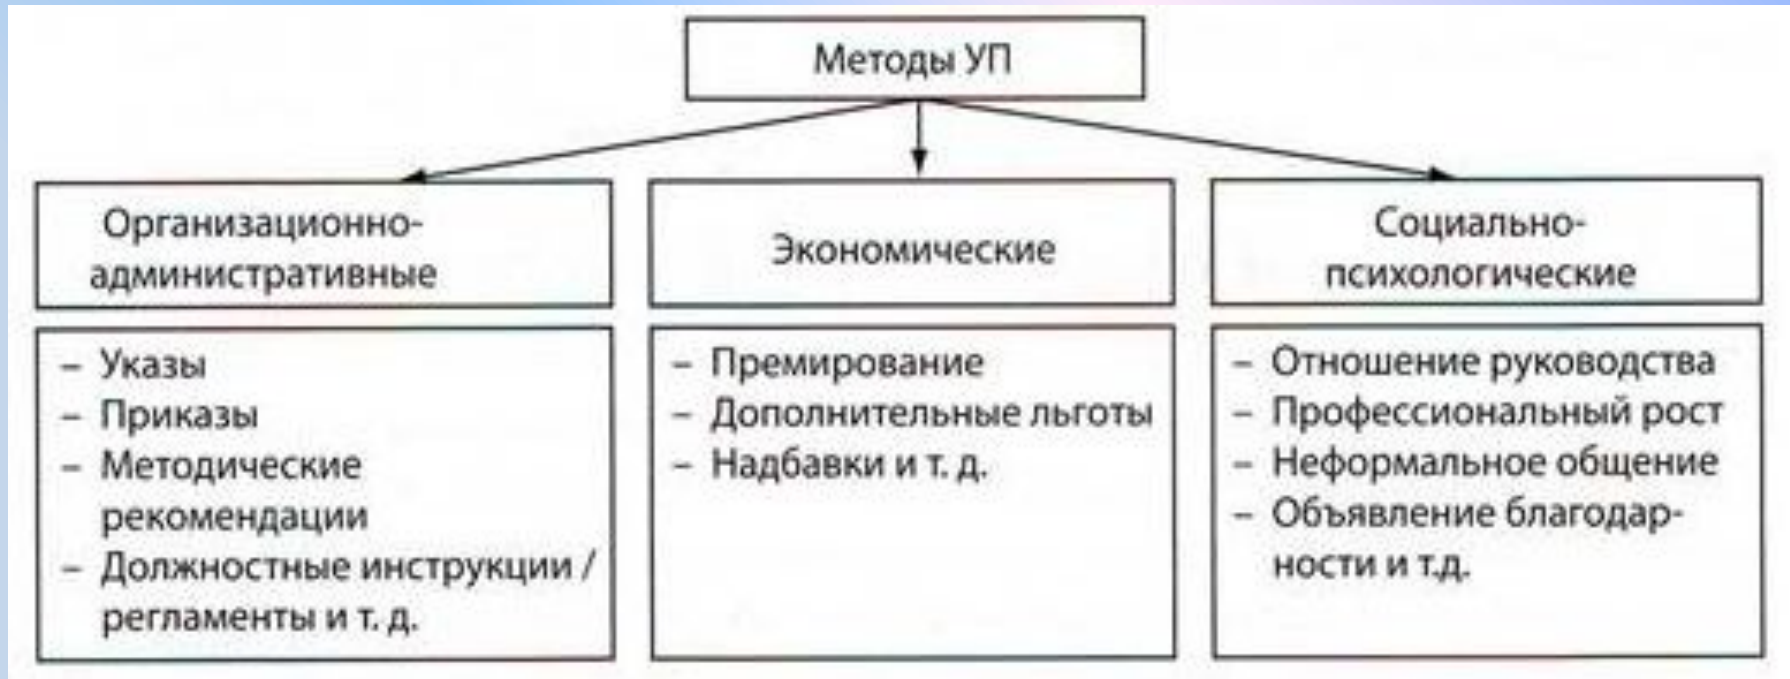 Методы УП
Организационно-
административные
Экономические
Социально-
психологические
– Указы
– Приказы
– Методические
рекомендации
– Должностные инструкции /
регламенты и т. д.
– Премирование
– Дополнительные льготы
– Надбавки и т. д.
– Отношение руководства
– Профессиональный рост
– Неформальное общение
– Объявление благодар-
ности и т.д.